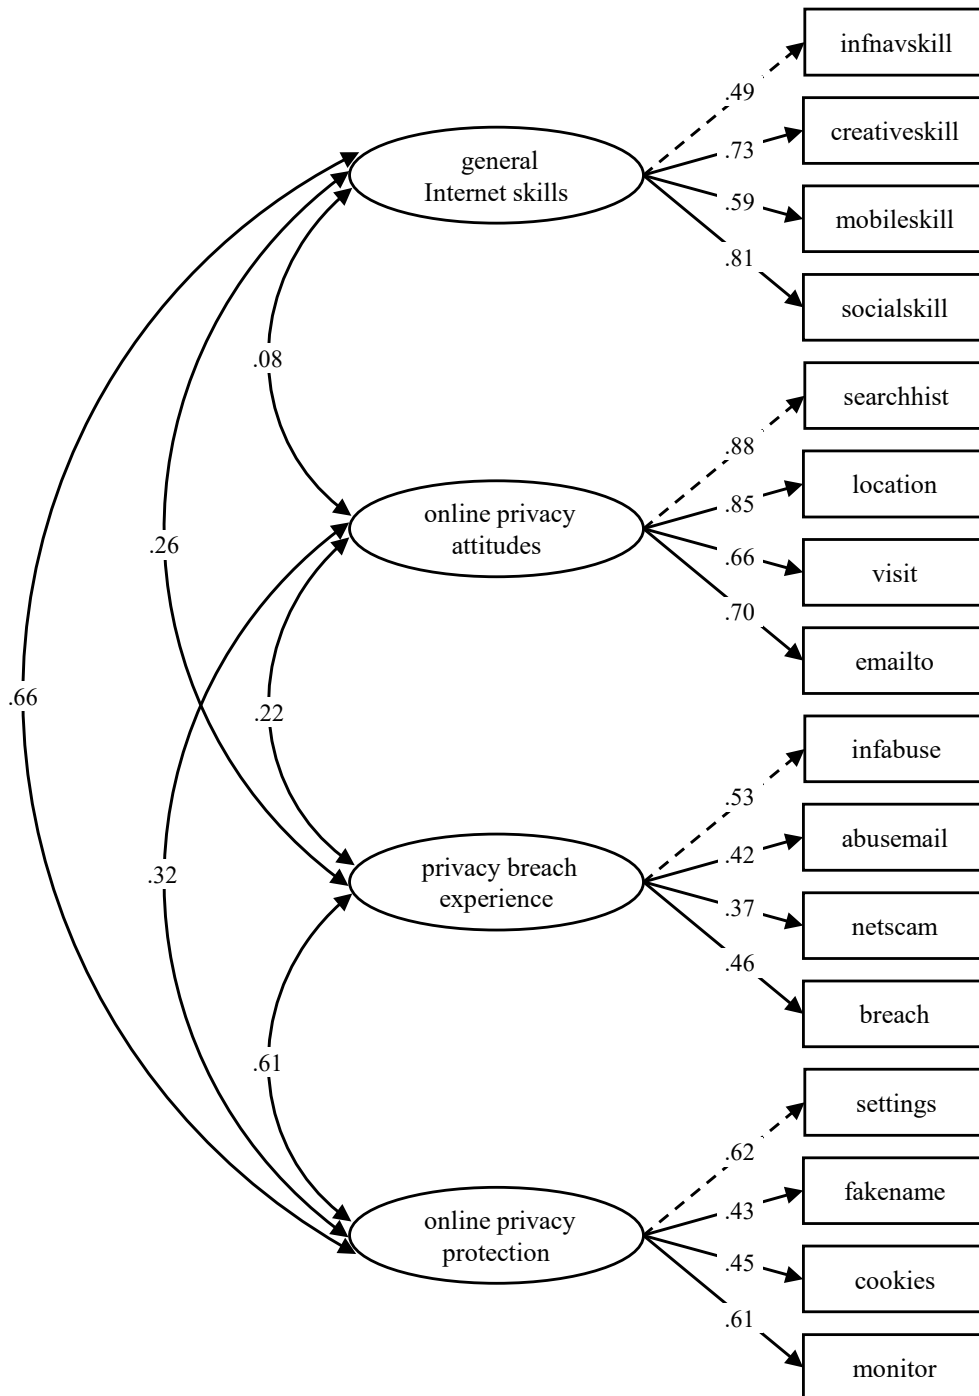 infnavskill
.49
creativeskill
general
Internet skills
.73
mobileskill
.59
.81
socialskill
.08
searchhist
.88
location
online privacy
attitudes
.85
.26
visit
.66
.70
emailto
.66
.22
infabuse
.53
abusemail
privacy breach
experience
.42
.32
netscam
.37
.46
breach
.61
settings
.62
fakename
online privacy
protection
.43
cookies
.45
.61
monitor